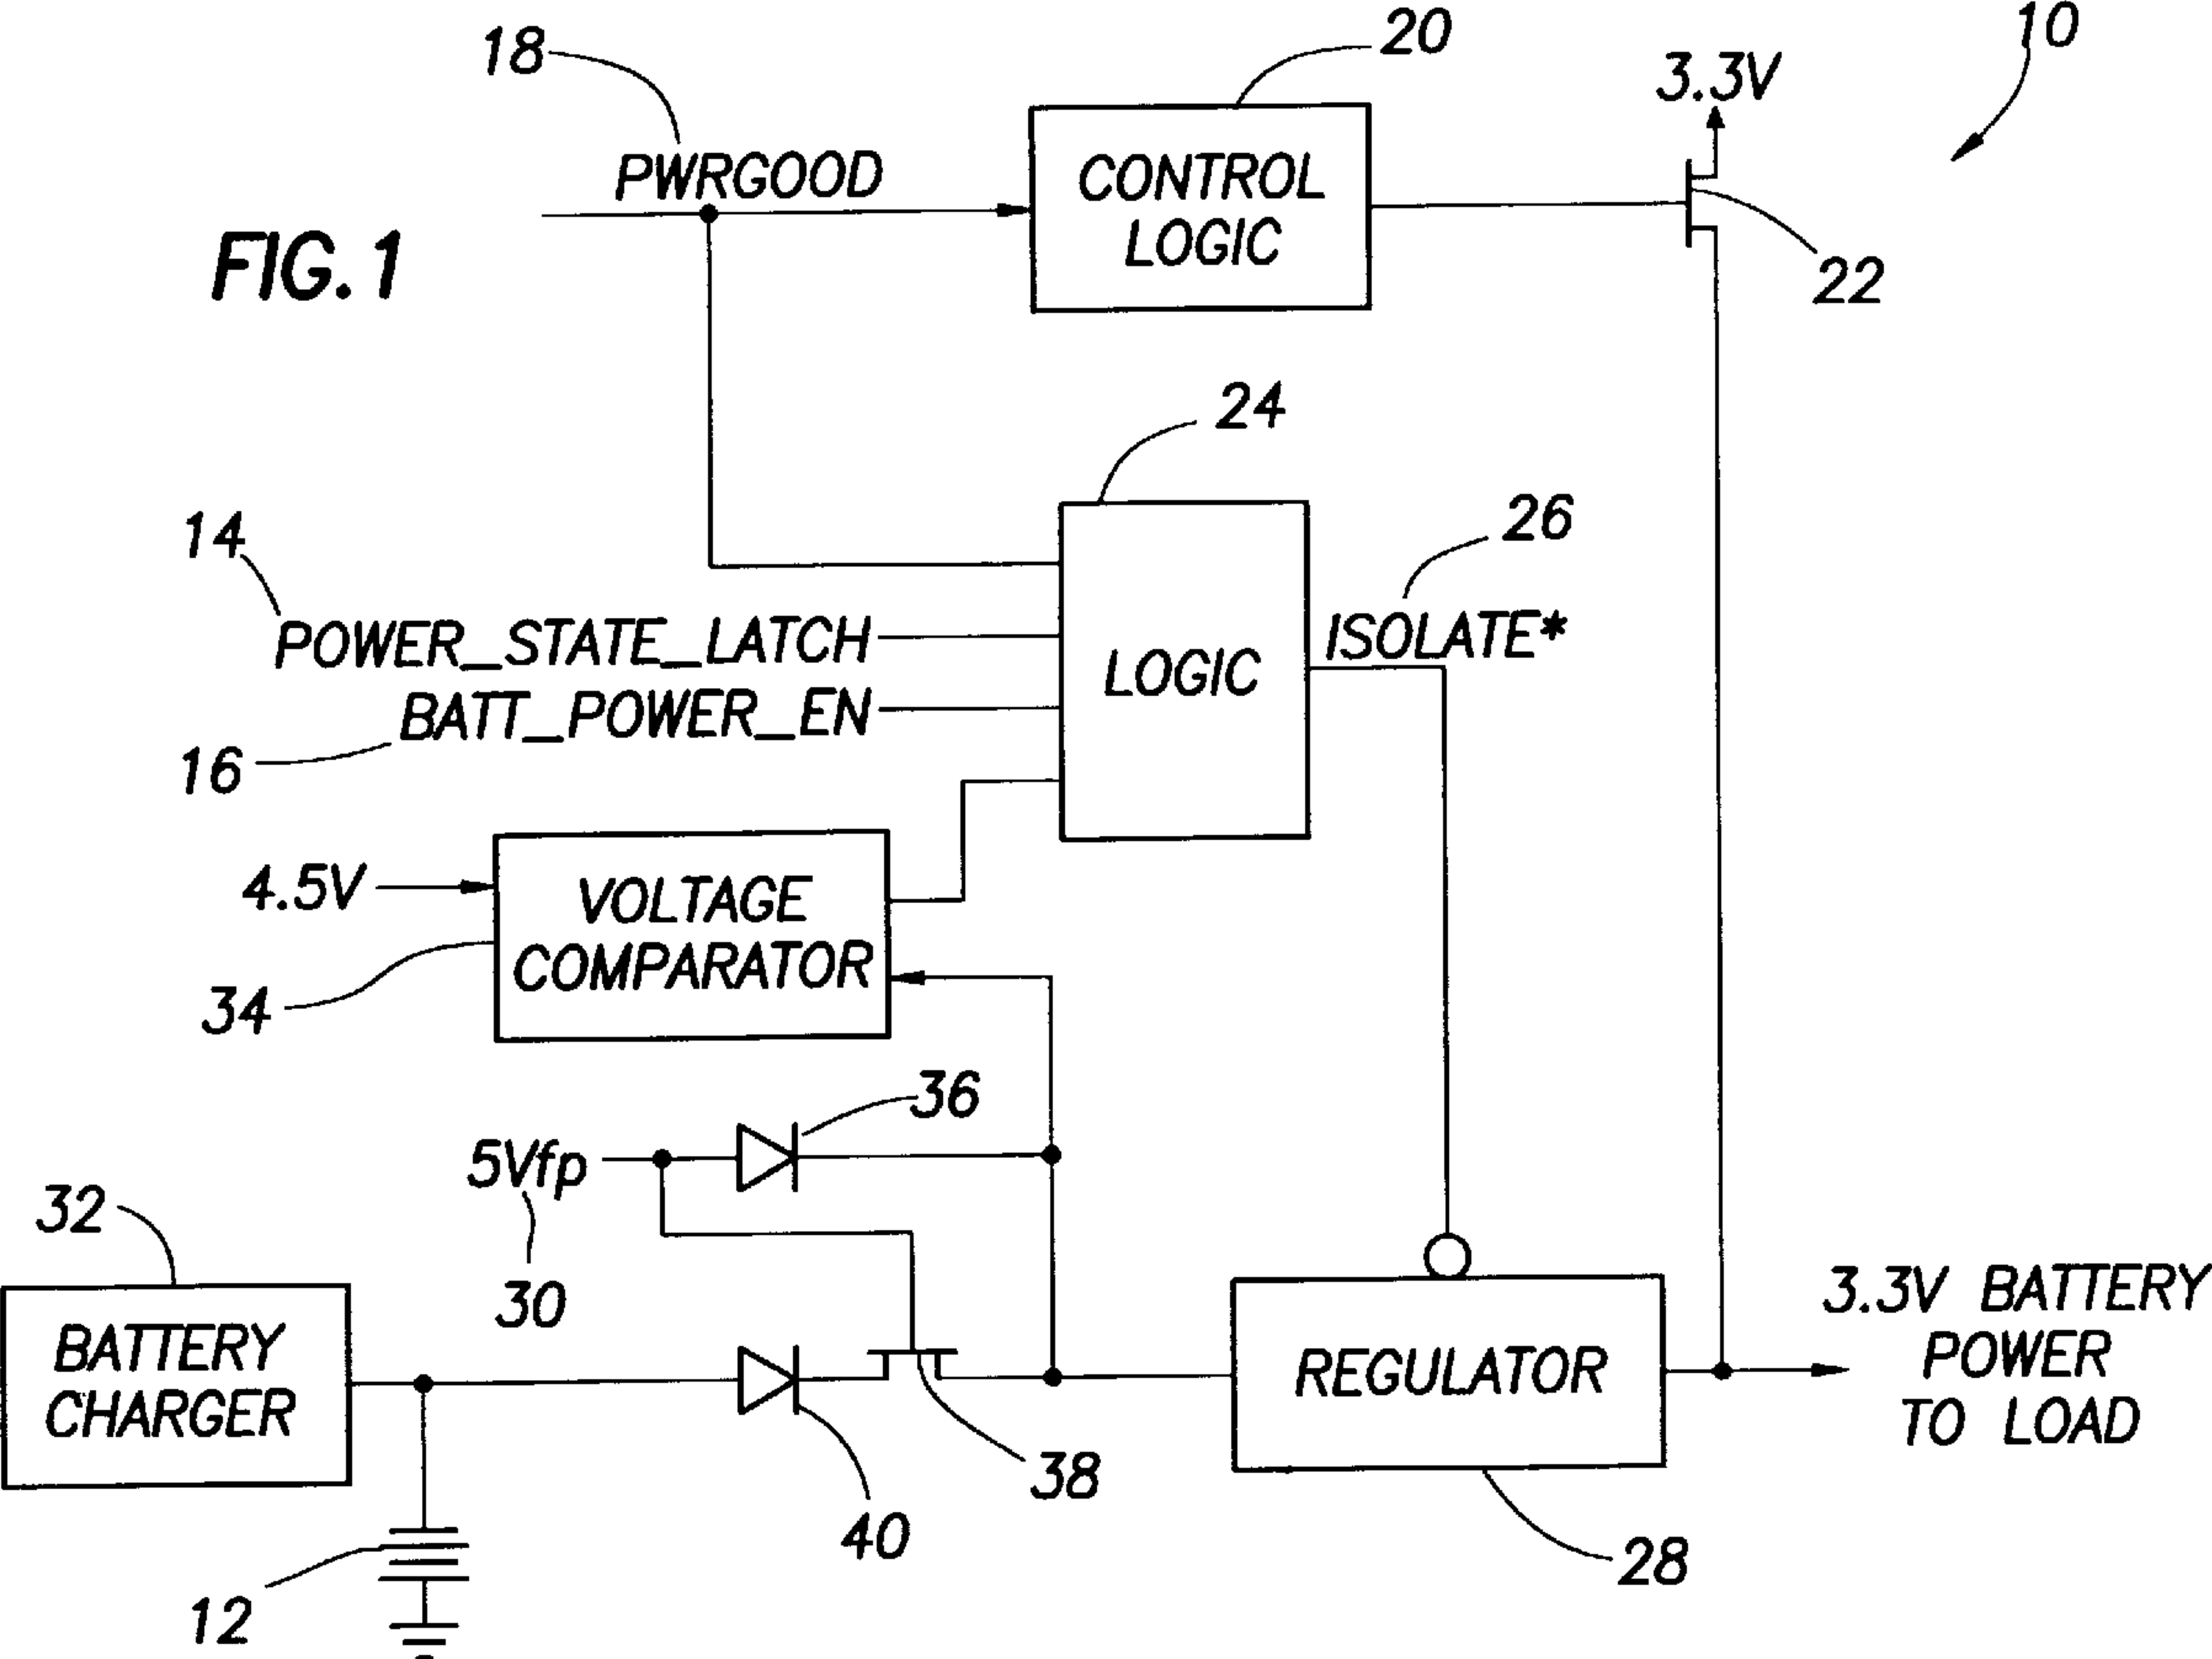 18
20
10
3.3V
PWRGOOD
CONTROL
LOGIC
FIG. 1
22
24
14
26
POWER_STATE_LATCH
ISOLATE*
LOGIC
BATT_POWER_EN
16
4.5V
VOLTAGE
COMPARATOR
34
36
5Vfp
32
30
3.3V BATTERY
POWER
TO LOAD
BATTERY
CHARGER
REGULATOR
38
40
28
12